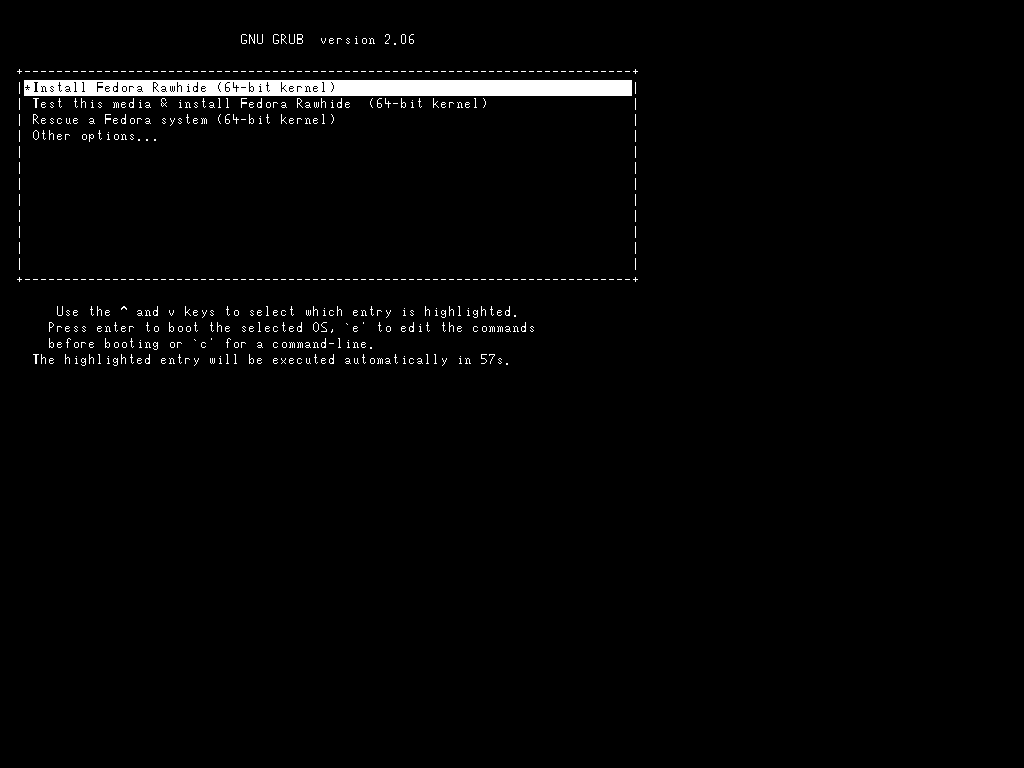 GNU GRUB  version 2.06
*Install Fedora Rawhide (64-bit kernel)
Test this media & install Fedora Rawhide  (64-bit kernel)
Rescue a Fedora system (64-bit kernel)
Other options...
Use the ^ and v keys to select which entry is highlighted.
Press enter to boot the selected OS, `e' to edit the commands
before booting or `c' for a command-line.
The highlighted entry will be executed automatically in 57s.